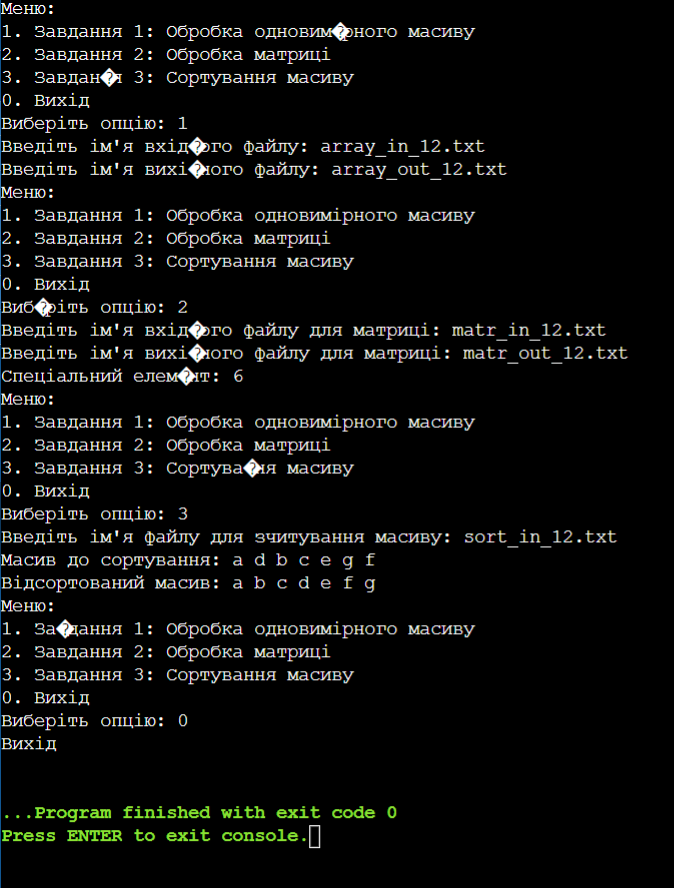 Меню:
1. Завдання 1: Обробка одновим�рного масиву
2. Завдання 2: Обробка матриці
3. Завдан�я 3: Сортування масиву
0. Вихід
Виберіть опцію: 1
Введіть ім'я вхід�ого файлу: array_in_12.txt
Введіть ім'я вихі�ного файлу: array_out_12.txt
Меню:
1. Завдання 1: Обробка одновимірного масиву
2. Завдання 2: Обробка матриці
3. Завдання 3: Сортування масиву
0. Вихід
Виб�ріть опцію: 2
Введіть ім'я вхід�ого файлу для матриці: matr_in_12.txt
Введіть ім'я вихі�ного файлу для матриці: matr_out_12.txt
Спеціальний елем�нт: 6
Меню:
1. Завдання 1: Обробка одновимірного масиву
2. Завдання 2: Обробка матриці
3. Завдання 3: Сортува�ня масиву
0. Вихід
Виберіть опцію: 3
Введіть ім'я файлу для зчитування масиву: sort_in_12.txt
Масив до сортування: a d b c e g f
Відсортований масив: a b c d e f g
Меню:
1. За�дання 1: Обробка одновимірного масиву
2. Завдання 2: Обробка матриці
3. Завдання 3: Сортування масиву
0. Вихід
Виберіть опцію: 0
Вихід
...Program finished with exit code 0
Press ENTER to exit console.